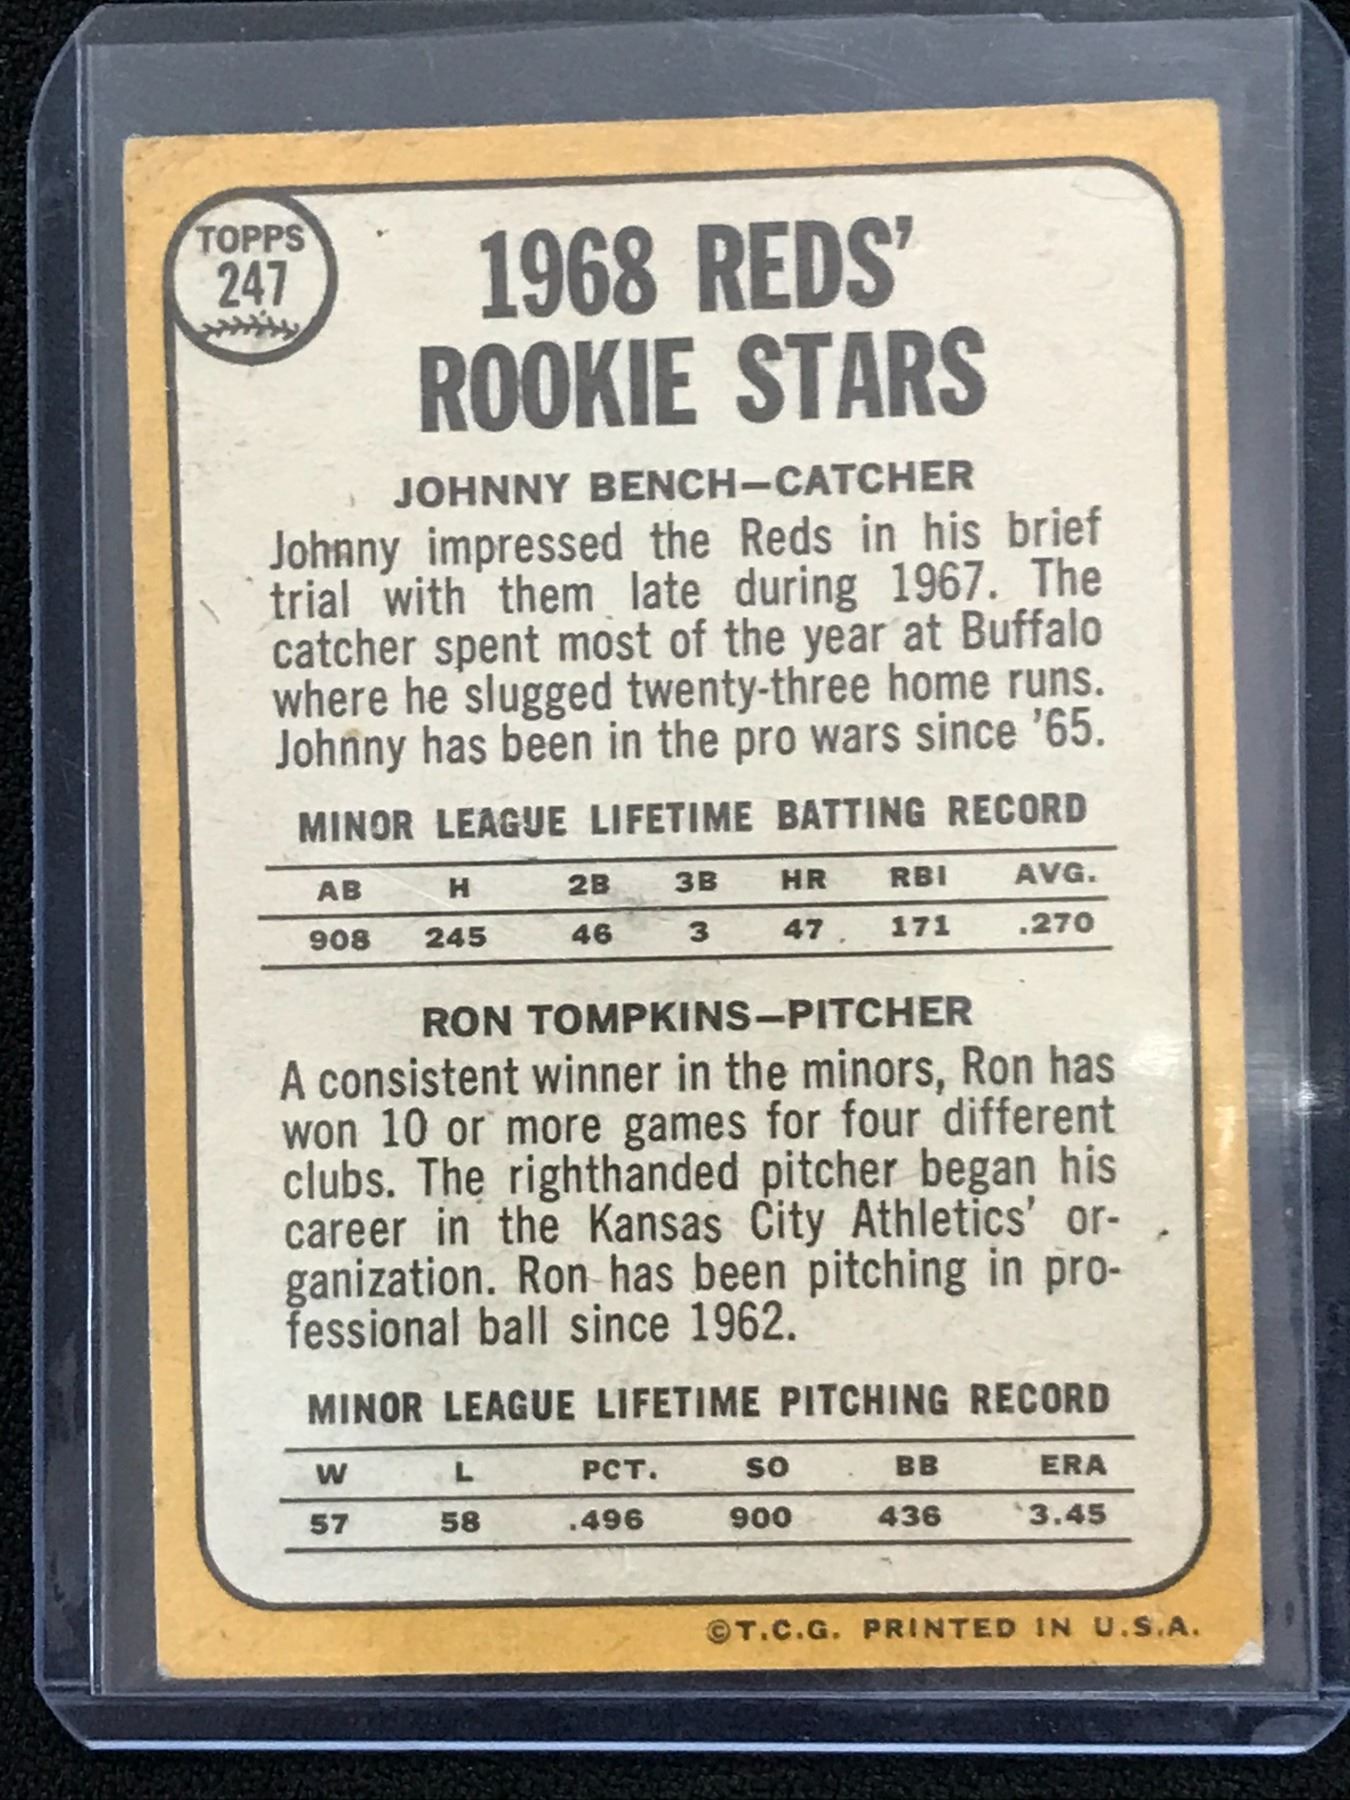 TOPPS
247
1968 REDS'
ROOKIE STARS
JOHNNY BENCH—CATCHER
Johnny impressed the Reds in his brief
trial with them late during 1967. The
catcher spent most of the year at Buffalo
where he slugged twenty-three home runs.
Johnny has been in the pro wars since '65.
MINOR LEAGUE LIFETIME BATTING RECORD
AB H 2B 3B HR RBI AVG.
908 245 46 3 47 171 .270
RON TOMPKINS—PITCHER
A consistent winner in the minors, Ron has
won 10 or more games for four different
clubs. The righthanded pitcher began his
career in the Kansas City Athletics' or-
ganization. Ron has been pitching in pro-
fessional ball since 1962.
MINOR LEAGUE LIFETIME PITCHING RECORD
W L PCT. SO BB ERA
57 58 .496 900 436 3.45
©T.C.G. PRINTED IN U.S.A.